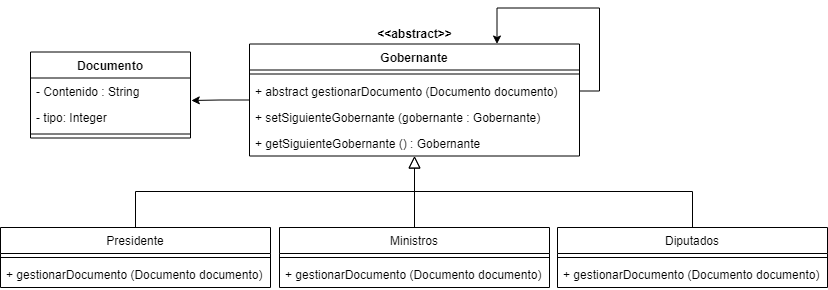 <<abstract>>
Gobernante
+ abstract gestionarDocumento (Documento documento)
+ setSiguienteGobernante (gobernante : Gobernante)
+ getSiguienteGobernante () : Gobernante
Documento
- Contenido : String
- tipo: Integer
Presidente
+ gestionarDocumento (Documento documento)
Ministros
+ gestionarDocumento (Documento documento)
Diputados
+ gestionarDocumento (Documento documento)